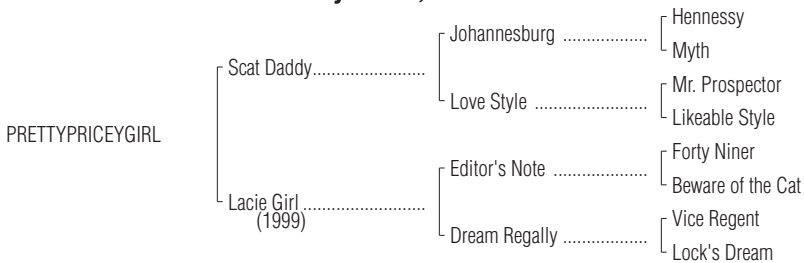 Hennessy
Johannesburg ......................
Myth
Scat Daddy........................
Mr. Prospector
Love Style ........................
Likeable Style
PRETTYPRICEYGIRL
Forty Niner
Editor's Note ....................
Beware of the Cat
Lacie Girl ..........................
(1999)
Vice Regent
Dream Regally ..................
Lock's Dream